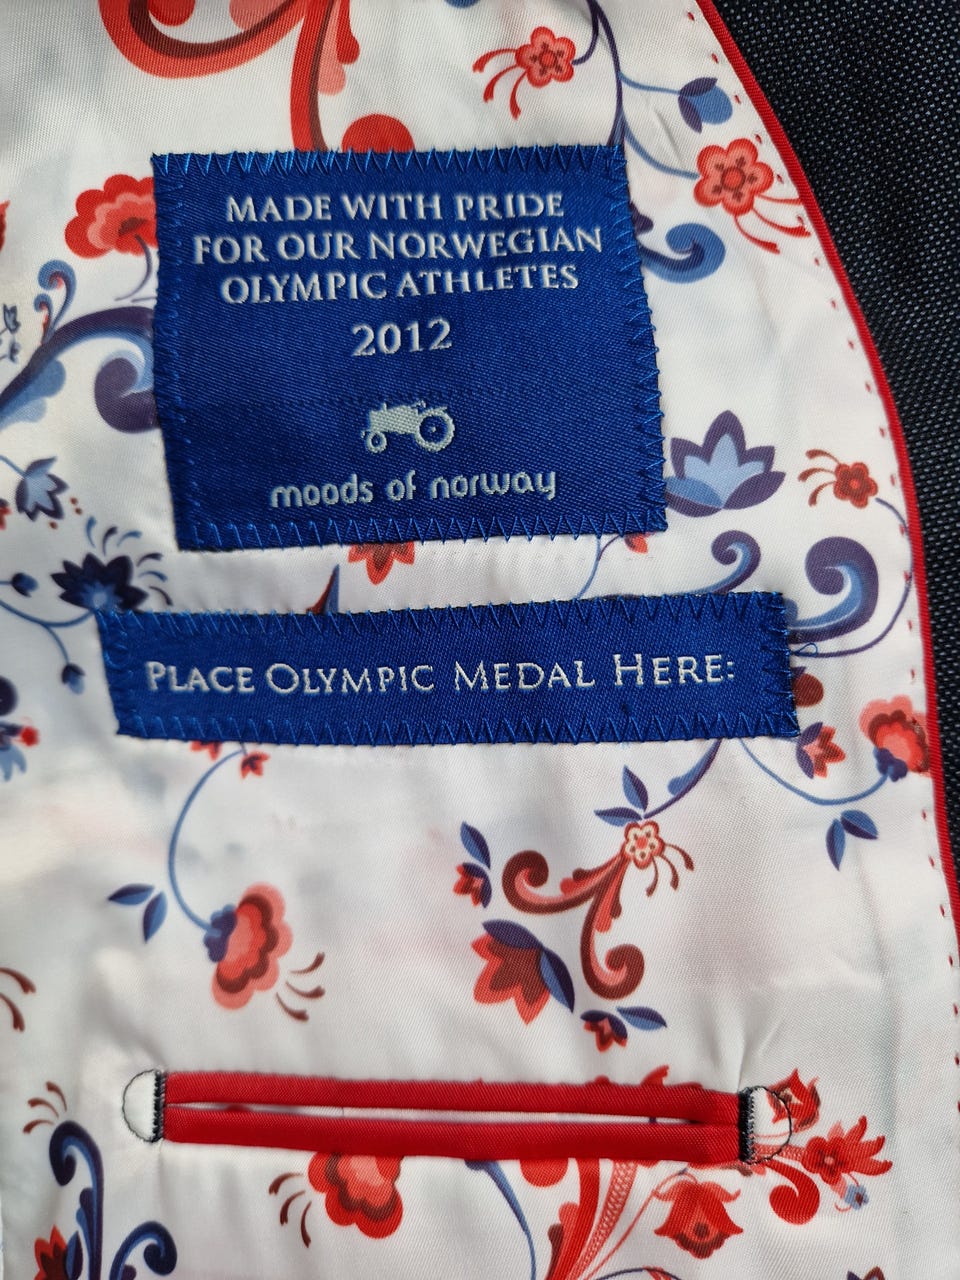 MADE WITH PRIDE
FOR OUR NORWEGIAN
OLYMPIC ATHLETES
2012
moods of norway
PLACE OLYMPIC MEDAL HERE: